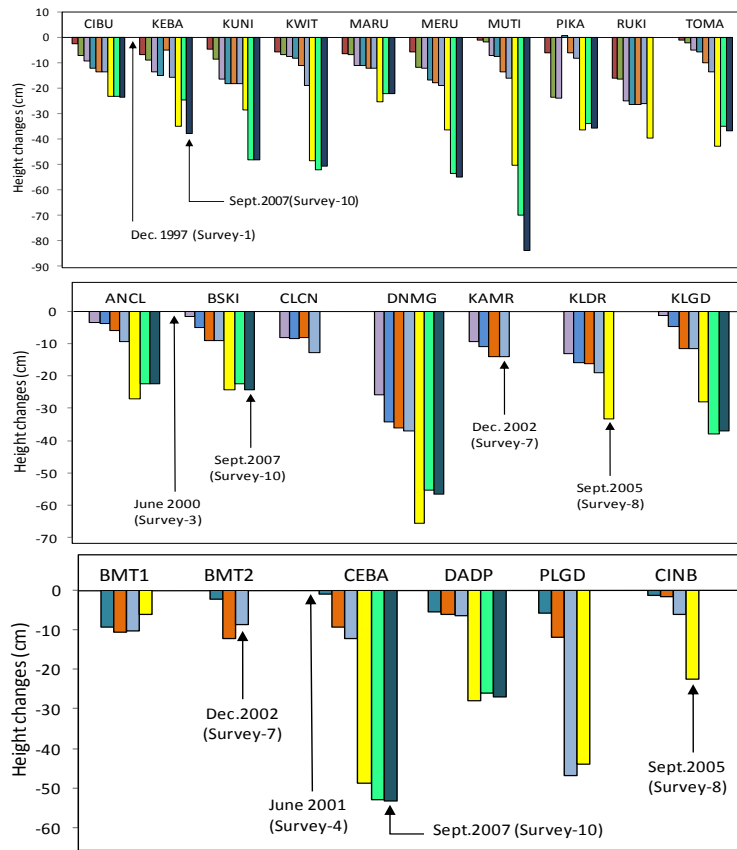 CIBU KEBA KUNI KWIT MARU MERU MUTI PIKA RUKI TOMA
10
0
-10
-20
-30
-40
-50
-60
-70
-80
-90
Height changes (cm)
Sept.2007(Survey-10)
Dec. 1997 (Survey-1)
ANCL BSKI CLCN DNMG KAMR KLDR KLGD
0
-10
-20
-30
-40
-50
-60
-70
Height changes (cm)
Dec. 2002
(Survey-7)
Sept.2007
(Survey-10)
Sept.2005
(Survey-8)
June 2000
(Survey-3)
BMT1 BMT2 CEBA DADP PLGD CINB
0
-10
-20
-30
-40
-50
-60
Height changes (cm)
Dec.2002
(Survey-7)
Sept.2005
(Survey-8)
June 2001
(Survey-4)
Sept.2007 (Survey-10)